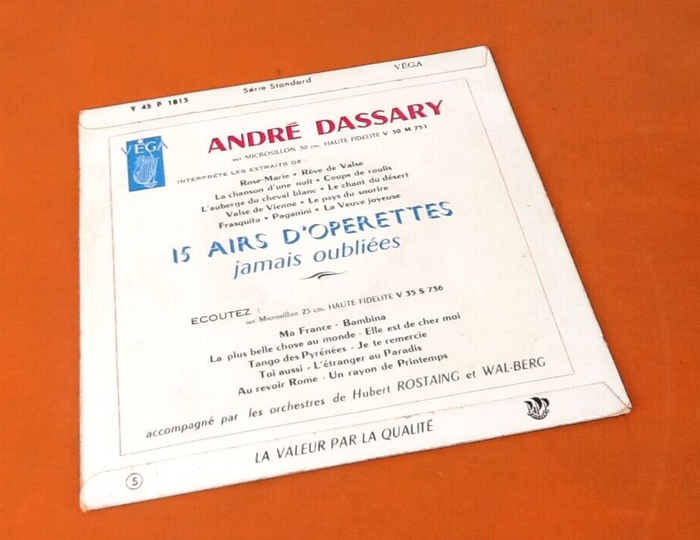 V 45 P 1815 Série Standard VÉGA
VÉGA
ANDRÉ DASSARY
sur MICROSILLON 30 cm. HAUTE FIDELITE V 30 M 751
INTERPRÈTE LES EXTRAITS DE :
Rose-Marie • Rêve de Valse
La chanson d'une nuit • Coups de roulis
L'auberge du cheval blanc • Le chant du désert
Valse de Vienne • Le pays du sourire
Frasquita • Paganini • La Veuve joyeuse
15 AIRS D'OPERETTES
jamais oubliées
ECOUTEZ :
sur Microsillon 25 cm. HAUTE FIDELITE V 35 S 736
Ma France - Bambina
La plus belle chose au monde - Elle est de chez moi
Tango des Pyrénées - Je te remercie
Toi aussi - L'étranger au Paradis
Au revoir Rome - Un rayon de Printemps
accompagné par les orchestres de Hubert ROSTAING et WAL-BERG
LA VALEUR PAR LA QUALITÉ
S